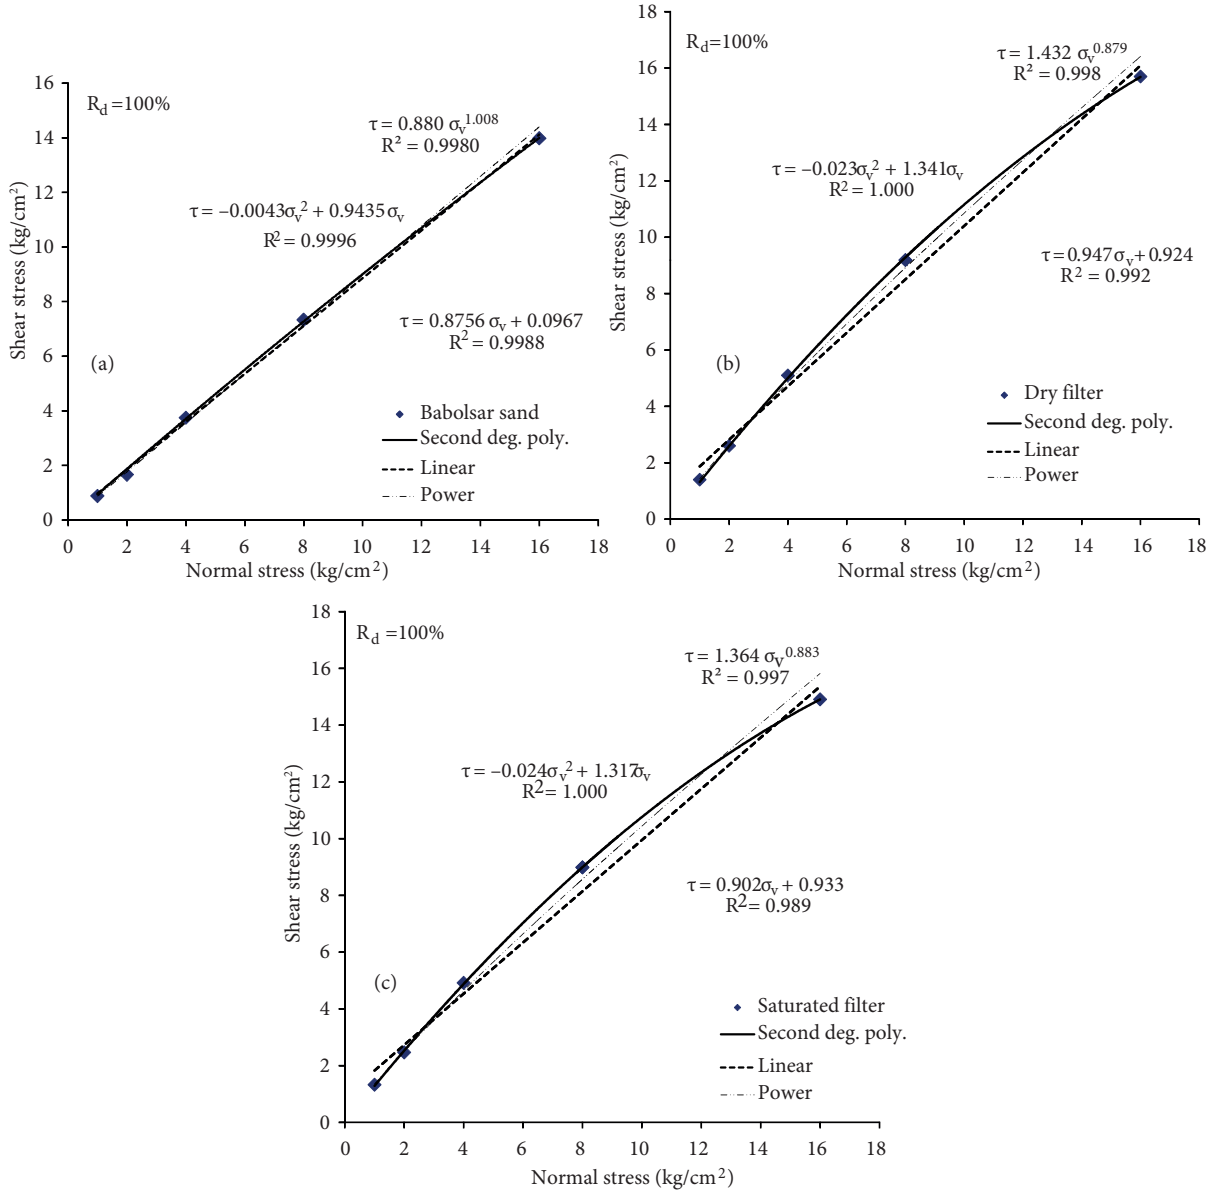 R_d =100%
τ = 0.880 σ_v^1.008
R² = 0.9980
τ = –0.0043σ_v² + 0.9435σ_v
R² = 0.9996
τ = 0.8756 σ_v + 0.0967
R² = 0.9988
(a)
Babolsar sand
Second deg. poly.
Linear
Power
Shear stress (kg/cm²)
16
14
12
10
8
6
4
2
0
0 2 4 6 8 10 12 14 16 18
Normal stress (kg/cm²)
R_d=100%
τ = 1.432 σ_v^0.879
R² = 0.998
τ = –0.023σ_v² + 1.341σ_v
R² = 1.000
τ = 0.947σ_v + 0.924
R² = 0.992
(b)
Dry filter
Second deg. poly.
Linear
Power
Shear stress (kg/cm²)
18
16
14
12
10
8
6
4
2
0
0 2 4 6 8 10 12 14 16 18
Normal stress (kg/cm²)
R_d =100%
τ = 1.364 σ_v^0.883
R² = 0.997
τ = –0.024σ_v² + 1.317σ_v
R² = 1.000
τ = 0.902σ_v + 0.933
R² = 0.989
(c)
Saturated filter
Second deg. poly.
Linear
Power
Shear stress (kg/cm²)
18
16
14
12
10
8
6
4
2
0
0 2 4 6 8 10 12 14 16 18
Normal stress (kg/cm²)